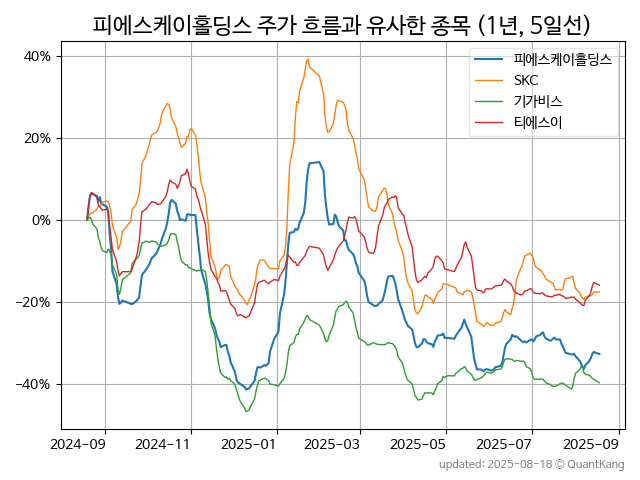 피에스케이홀딩스 주가 흐름과 유사한 종목 (1년, 5일선)
피에스케이홀딩스
SKC
기가비스
티에스이
40%
20%
0%
−20%
−40%
2024-09 2024-11 2025-01 2025-03 2025-05 2025-07 2025-09
updated: 2025-08-18 © QuantKang